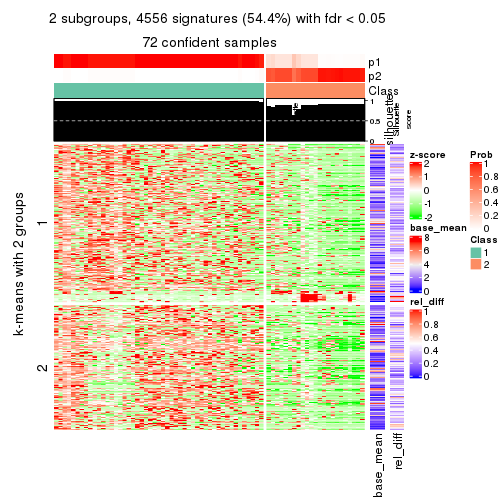 2 subgroups, 4556 signatures (54.4%) with fdr < 0.05
72 confident samples
p1
p2
Class
1
0.5
0
silhouette
Silhouette
score
k-means with 2 groups
1
2
z-score
2
1
0
-1
-2
base_mean
8
6
4
2
0
rel_diff
1
0.8
0.6
0.4
0.2
0
Prob
1
0.8
0.6
0.4
0.2
0
Class
1
2
base_mean
rel_diff